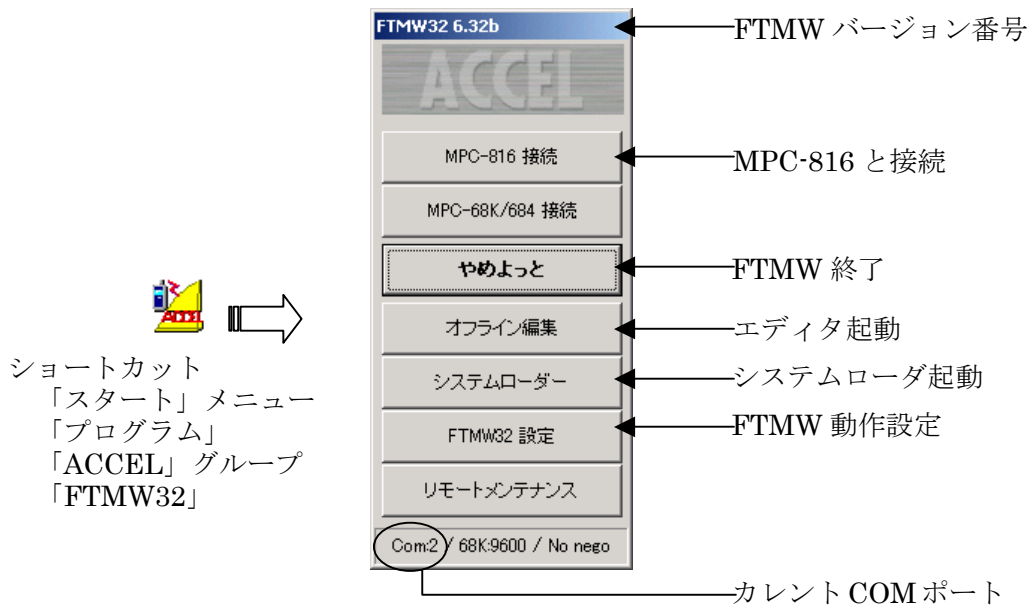 FTMW32 6.32b
FTMW バージョン番号
ACCEL
MPC-816 接続
MPC-816 と接続
MPC-68K/684 接続
やめよっと
FTMW 終了
ACCEL
オフライン編集
エディタ起動
ショートカット
「スタート」メニュー
「プログラム」
「ACCEL」グループ
「FTMW32」
システムローダー
システムローダ起動
FTMW32 設定
FTMW 動作設定
リモートメンテナンス
Com:2 / 68K:9600 / No nego
カレント COM ポート